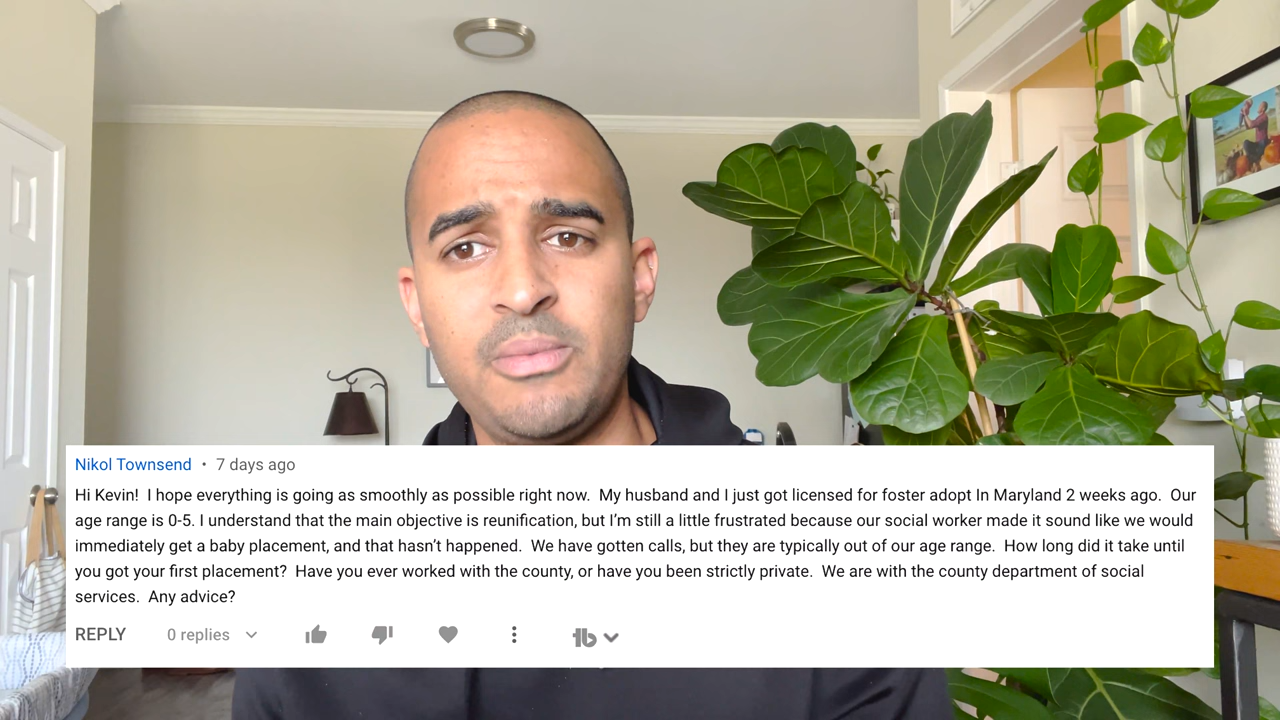 Nikol Townsend • 7 days ago
Hi Kevin!  I hope everything is going as smoothly as possible right now.  My husband and I just got licensed for foster adopt In Maryland 2 weeks ago.  Our
age range is 0-5. I understand that the main objective is reunification, but I'm still a little frustrated because our social worker made it sound like we would
immediately get a baby placement, and that hasn't happened.  We have gotten calls, but they are typically out of our age range.  How long did it take until
you got your first placement?  Have you ever worked with the county, or have you been strictly private.  We are with the county department of social
services.  Any advice?
REPLY 0 replies